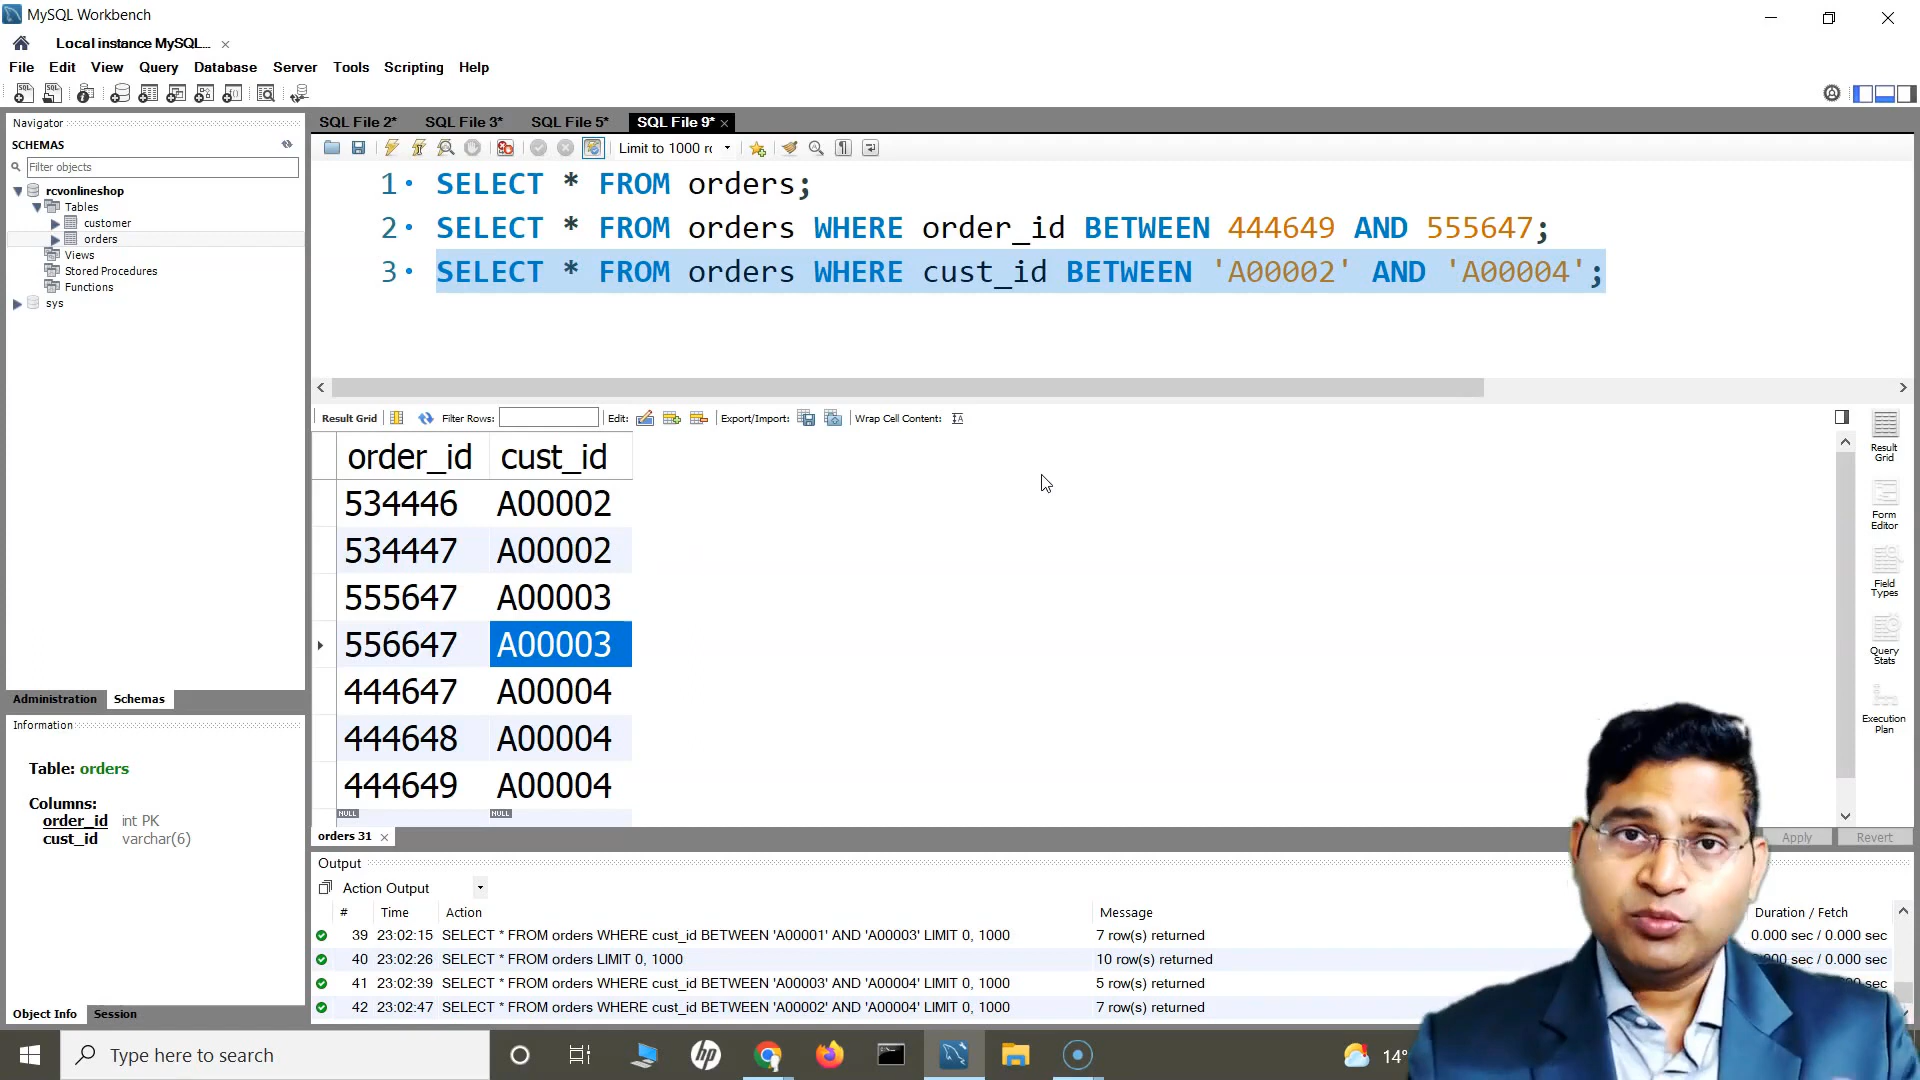 MySQL Workbench
Local instance MySQL...
File Edit View Query Database Server Tools Scripting Help
Navigator
SCHEMAS
Filter objects
rcvonlineshop
Tables
customer
orders
Views
Stored Procedures
Functions
sys
Administration Schemas
Information
Table: orders
Columns:
order_id int PK
cust_id varchar(6)
Object Info Session
SQL File 2* SQL File 3* SQL File 5* SQL File 9*
Limit to 1000 rc
1 SELECT * FROM orders;
2 SELECT * FROM orders WHERE order_id BETWEEN 444649 AND 555647;
3 SELECT * FROM orders WHERE cust_id BETWEEN 'A00002' AND 'A00004';
Result Grid Filter Rows: Edit: Export/Import: Wrap Cell Content:
order_id cust_id
534446 A00002
534447 A00002
555647 A00003
556647 A00003
444647 A00004
444648 A00004
444649 A00004
NULL NULL
Result Grid
Form Editor
Field Types
Query Stats
Execution Plan
orders 31
Apply Revert
Output
Action Output
# Time Action Message Duration / Fetch
39 23:02:15 SELECT * FROM orders WHERE cust_id BETWEEN 'A00001' AND 'A00003' LIMIT 0, 1000 7 row(s) returned 0.000 sec / 0.000 sec
40 23:02:26 SELECT * FROM orders LIMIT 0, 1000 10 row(s) returned 000 sec / 0.000 sec
41 23:02:39 SELECT * FROM orders WHERE cust_id BETWEEN 'A00003' AND 'A00004' LIMIT 0, 1000 5 row(s) returned sec
42 23:02:47 SELECT * FROM orders WHERE cust_id BETWEEN 'A00002' AND 'A00004' LIMIT 0, 1000 7 row(s) returned
Type here to search
hp
14°